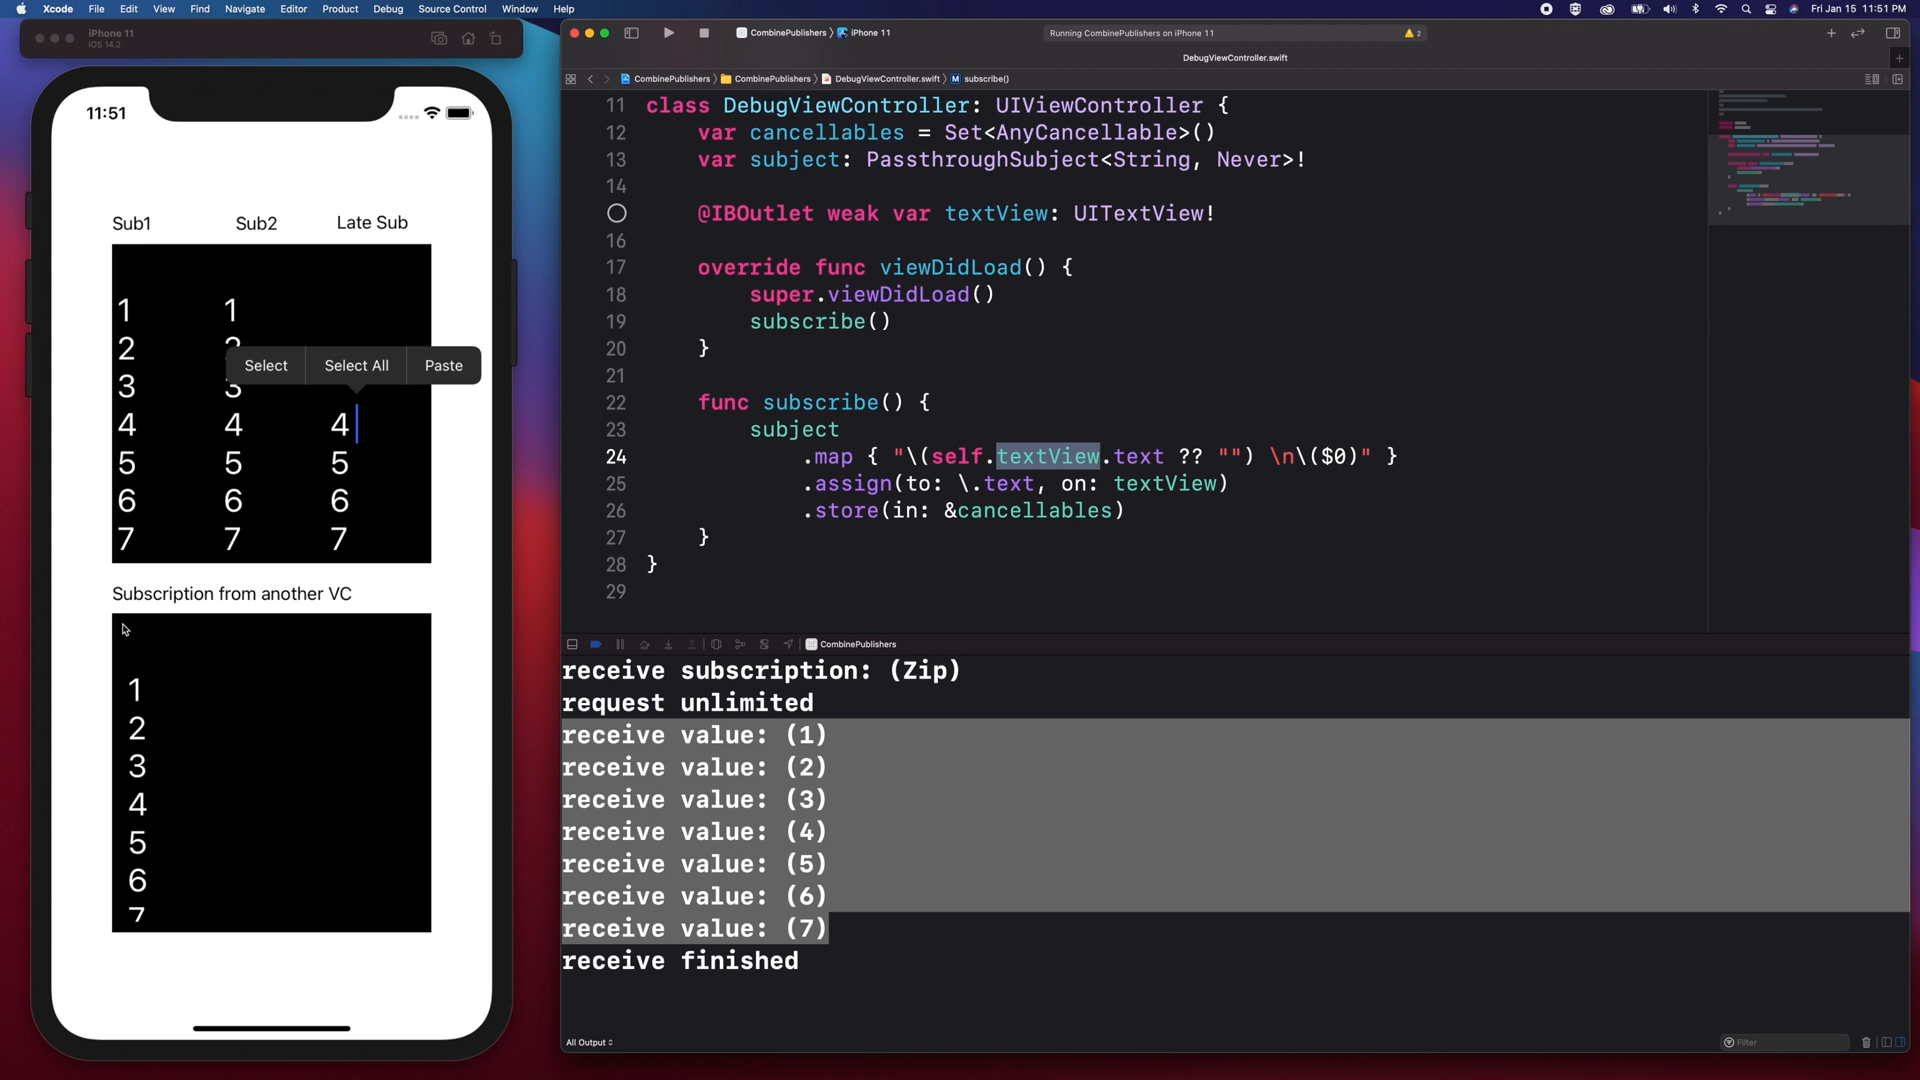 Xcode File Edit View Find Navigate Editor Product Debug Source Control Window Help
Fri Jan 15 11:51 PM
iPhone 11
iOS 14.2
11:51
Sub1 Sub2 Late Sub
1 1
2 2
Select Select All Paste
3 3
4 4 4
5 5 5
6 6 6
7 7 7
Subscription from another VC
1
2
3
4
5
6
7
CombinePublishers iPhone 11
Running CombinePublishers on iPhone 11
2
DebugViewController.swift
CombinePublishers CombinePublishers DebugViewController.swift M subscribe()
11 class DebugViewController: UIViewController {
12 var cancellables = Set<AnyCancellable>()
13 var subject: PassthroughSubject<String, Never>!
14
@IBOutlet weak var textView: UITextView!
16
17 override func viewDidLoad() {
18 super.viewDidLoad()
19 subscribe()
20 }
21
22 func subscribe() {
23 subject
24 .map { "\(self.textView.text ?? "") \n\($0)" }
25 .assign(to: \.text, on: textView)
26 .store(in: &cancellables)
27 }
28 }
29
CombinePublishers
receive subscription: (Zip)
request unlimited
receive value: (1)
receive value: (2)
receive value: (3)
receive value: (4)
receive value: (5)
receive value: (6)
receive value: (7)
receive finished
All Output
Filter